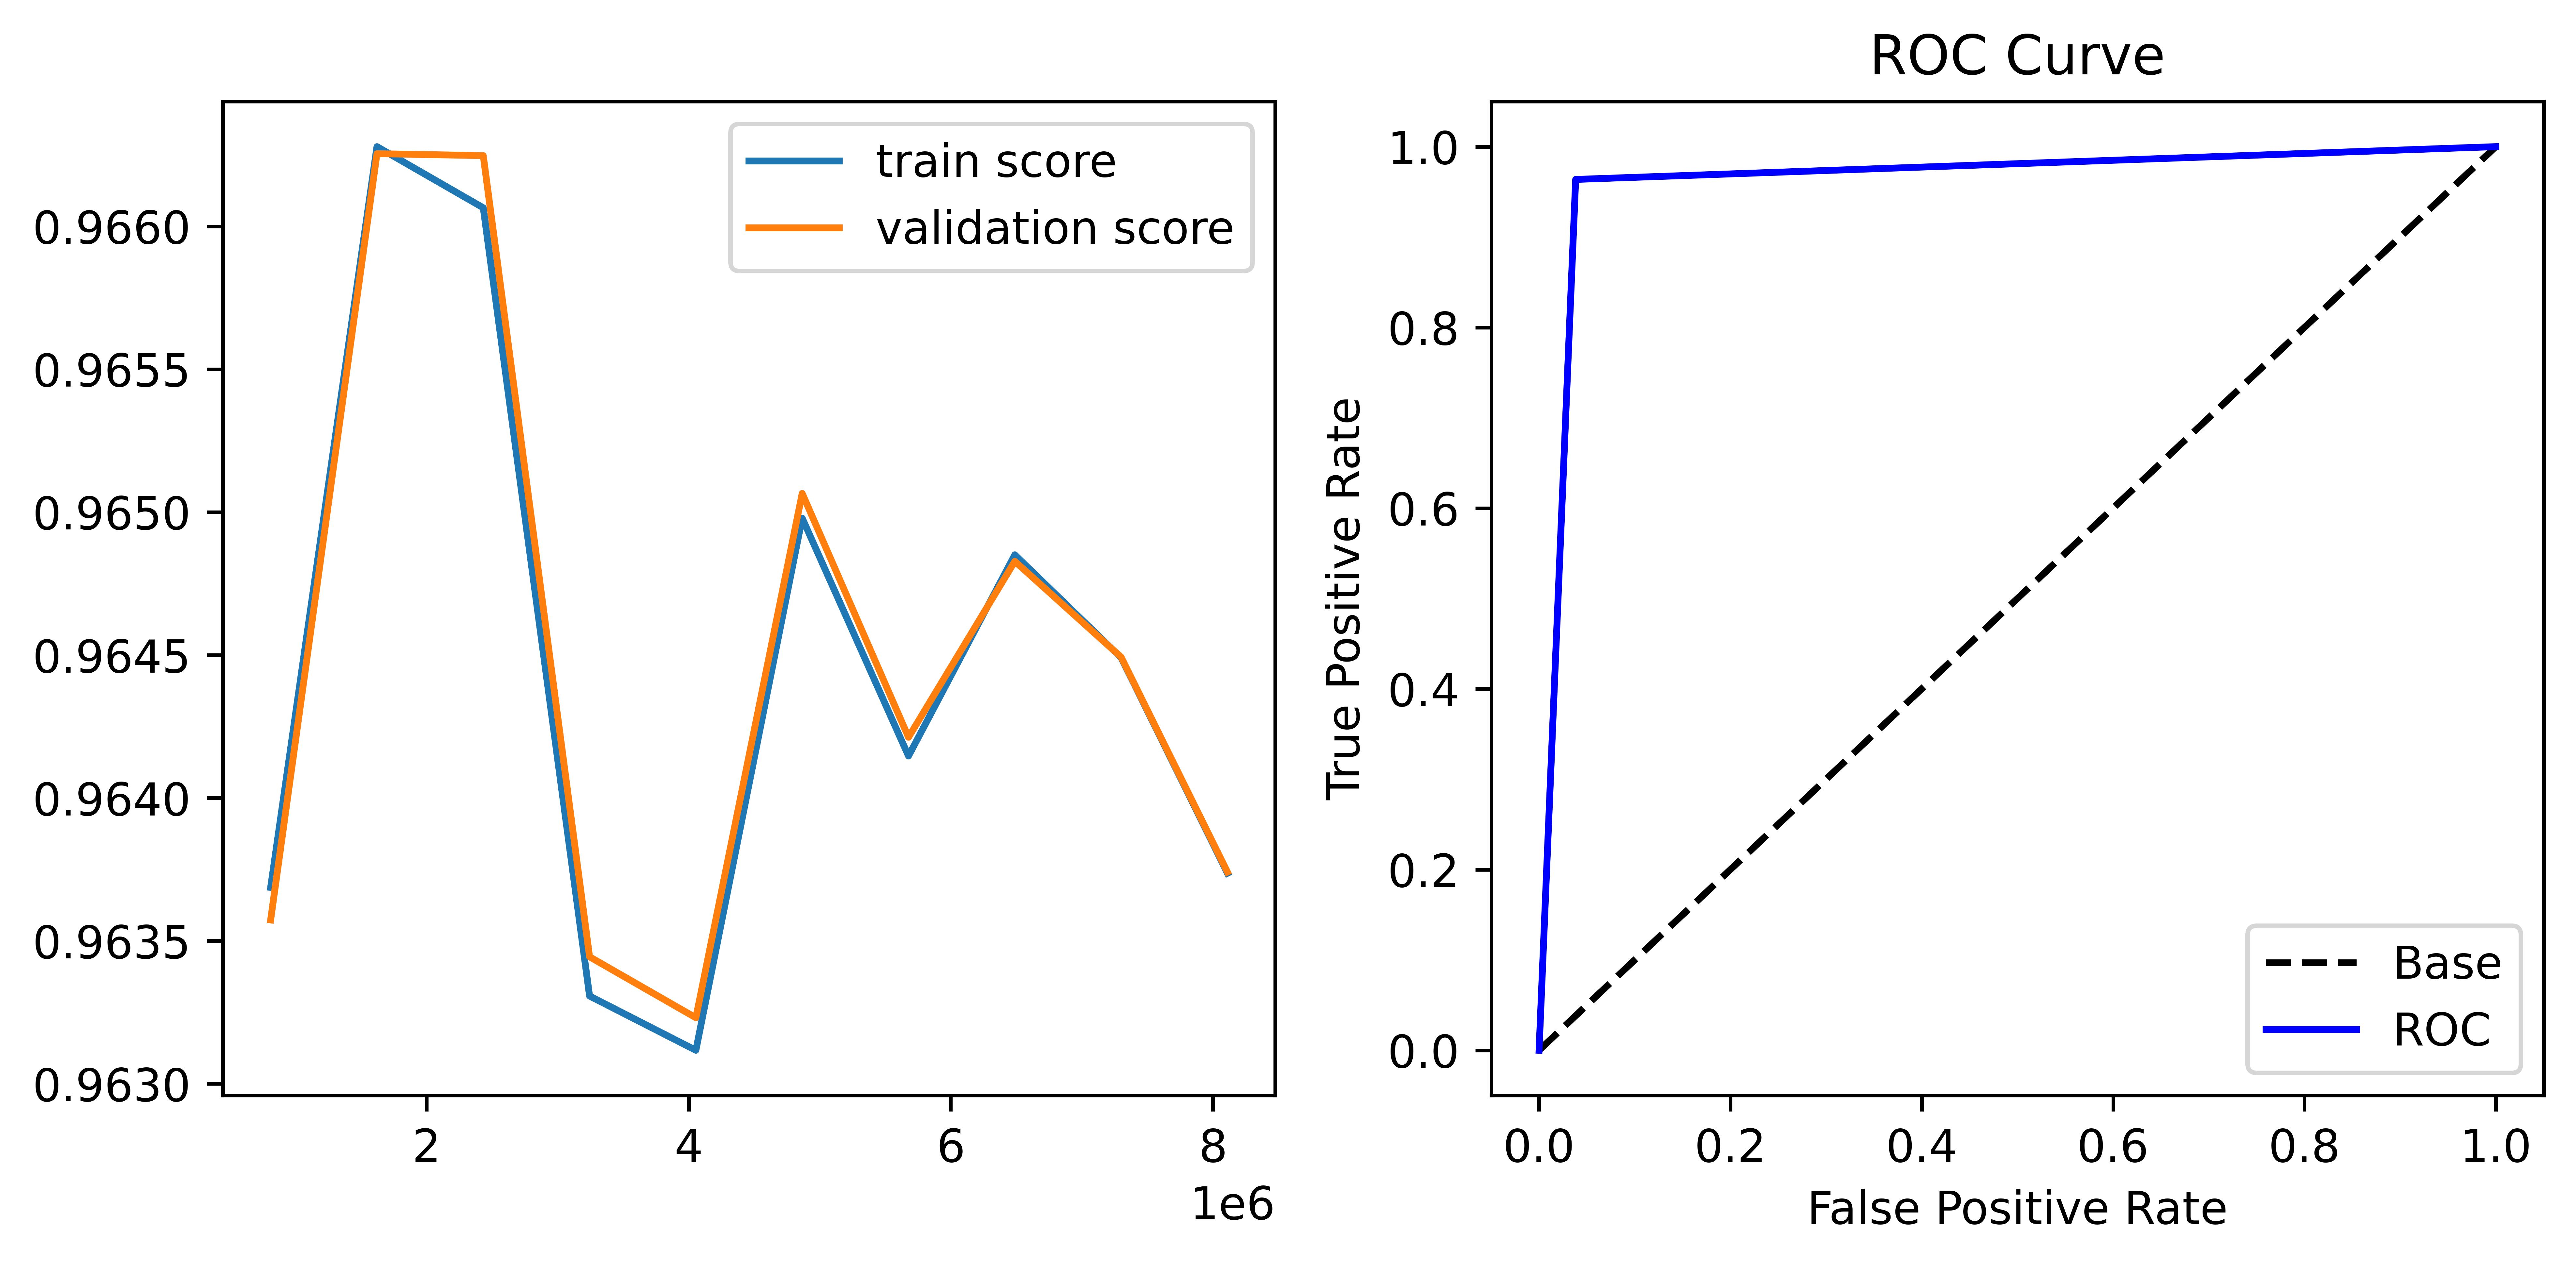 train score
validation score
0.9660
0.9655
0.9650
0.9645
0.9640
0.9635
0.9630
2 4 6 8
1e6
ROC Curve
True Positive Rate
1.0
0.8
0.6
0.4
0.2
0.0
Base
ROC
0.0 0.2 0.4 0.6 0.8 1.0
False Positive Rate